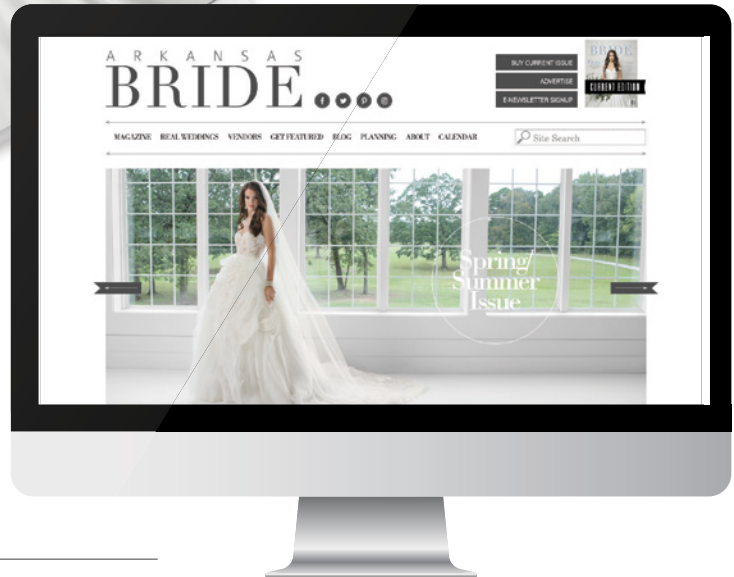 ARKANSAS
BRIDE
BUY CURRENT ISSUE
ADVERTISE
E-NEWSLETTER SIGNUP
BRIDE
CURRENT EDITION
MAGAZINE REAL WEDDINGS VENDORS GET FEATURED BLOG PLANNING ABOUT CALENDAR
Site Search
Spring/
Summer
Issue